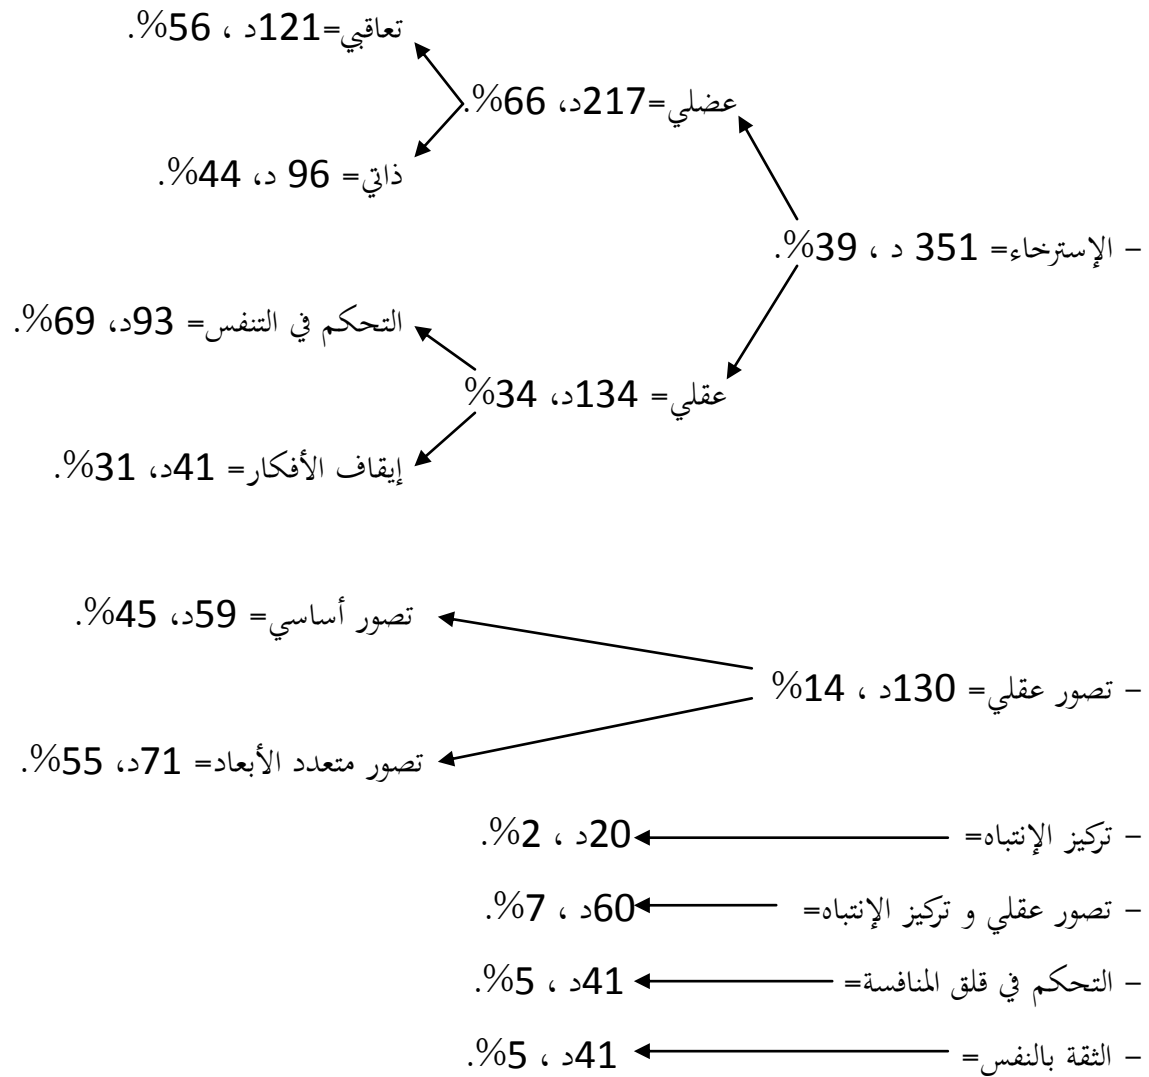 تعاقبي=121د ، 56%.
عضلي=217د، 66%.
ذاتي= 96 د، 44%.
– الإسترخاء= 351 د ، 39%.
التحكم في التنفس= 93د، 69%.
عقلي= 134د، 34%
إيقاف الأفكار= 41د، 31%.
تصور أساسي= 59د، 45%.
– تصور عقلي= 130د ، 14%
تصور متعدد الأبعاد= 71د، 55%.
– تركيز الإنتباه= 20د ، 2%.
– تصور عقلي و تركيز الإنتباه= 60د ، 7%.
– التحكم في قلق المنافسة= 41د ، 5%.
– الثقة بالنفس= 41د ، 5%.